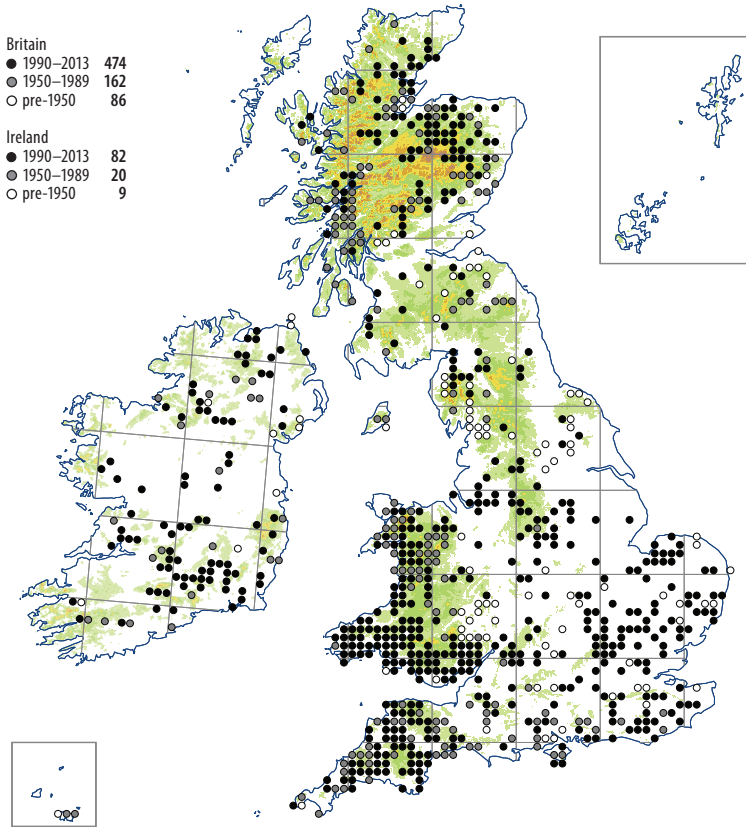 Britain
1990–2013 474
1950–1989 162
pre-1950 86
Ireland
1990–2013 82
1950–1989 20
pre-1950 9